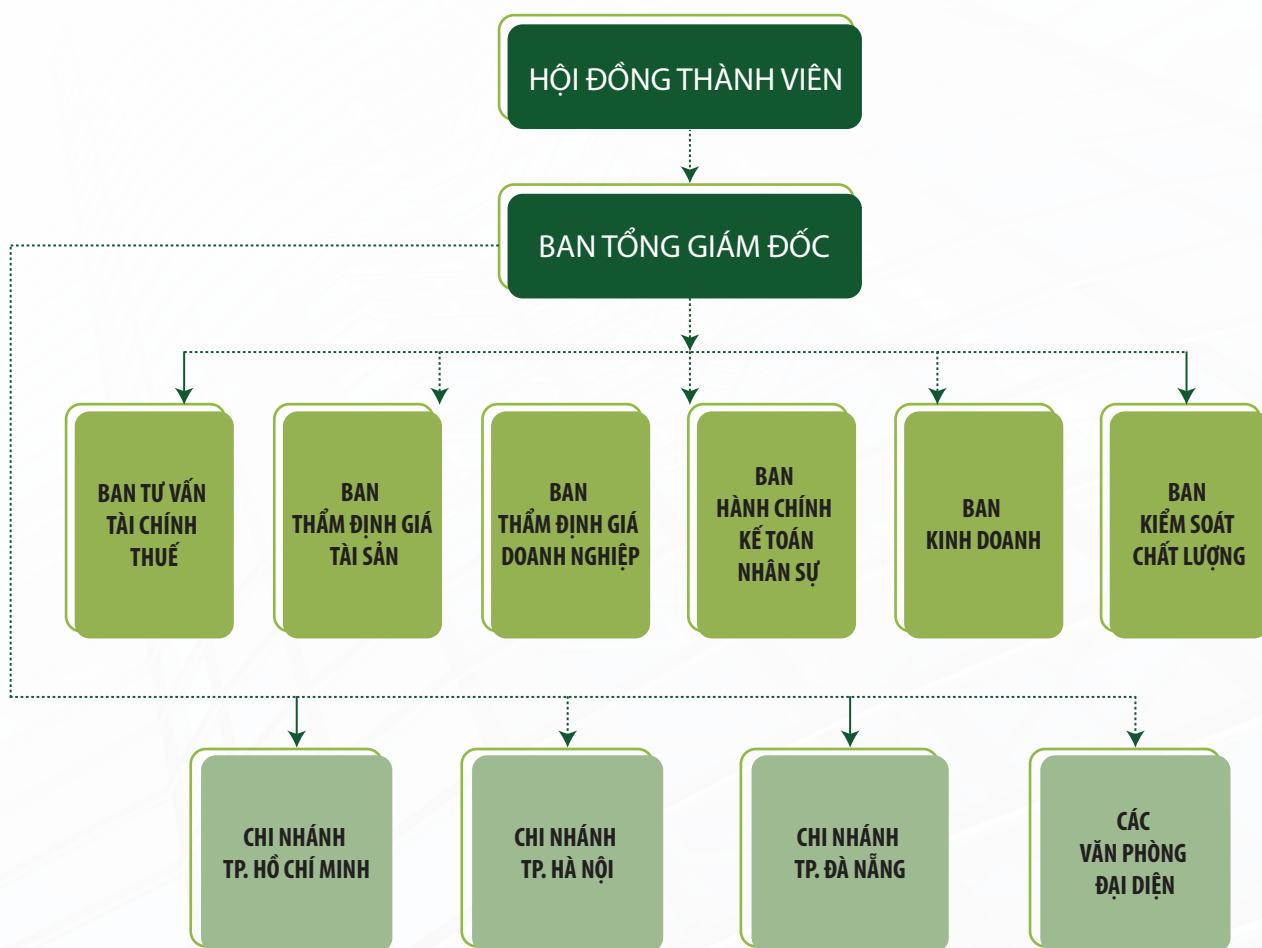 HỘI ĐỒNG THÀNH VIÊN
BAN TỔNG GIÁM ĐỐC
BAN TƯ VẤN
TÀI CHÍNH
THUẾ
BAN
THẨM ĐỊNH GIÁ
TÀI SẢN
BAN
THẨM ĐỊNH GIÁ
DOANH NGHIỆP
BAN
HÀNH CHÍNH
KẾ TOÁN
NHÂN SỰ
BAN
KINH DOANH
BAN
KIỂM SOÁT
CHẤT LƯỢNG
CHI NHÁNH
TP. HỒ CHÍ MINH
CHI NHÁNH
TP. HÀ NỘI
CHI NHÁNH
TP. ĐÀ NẴNG
CÁC
VĂN PHÒNG
ĐẠI DIỆN